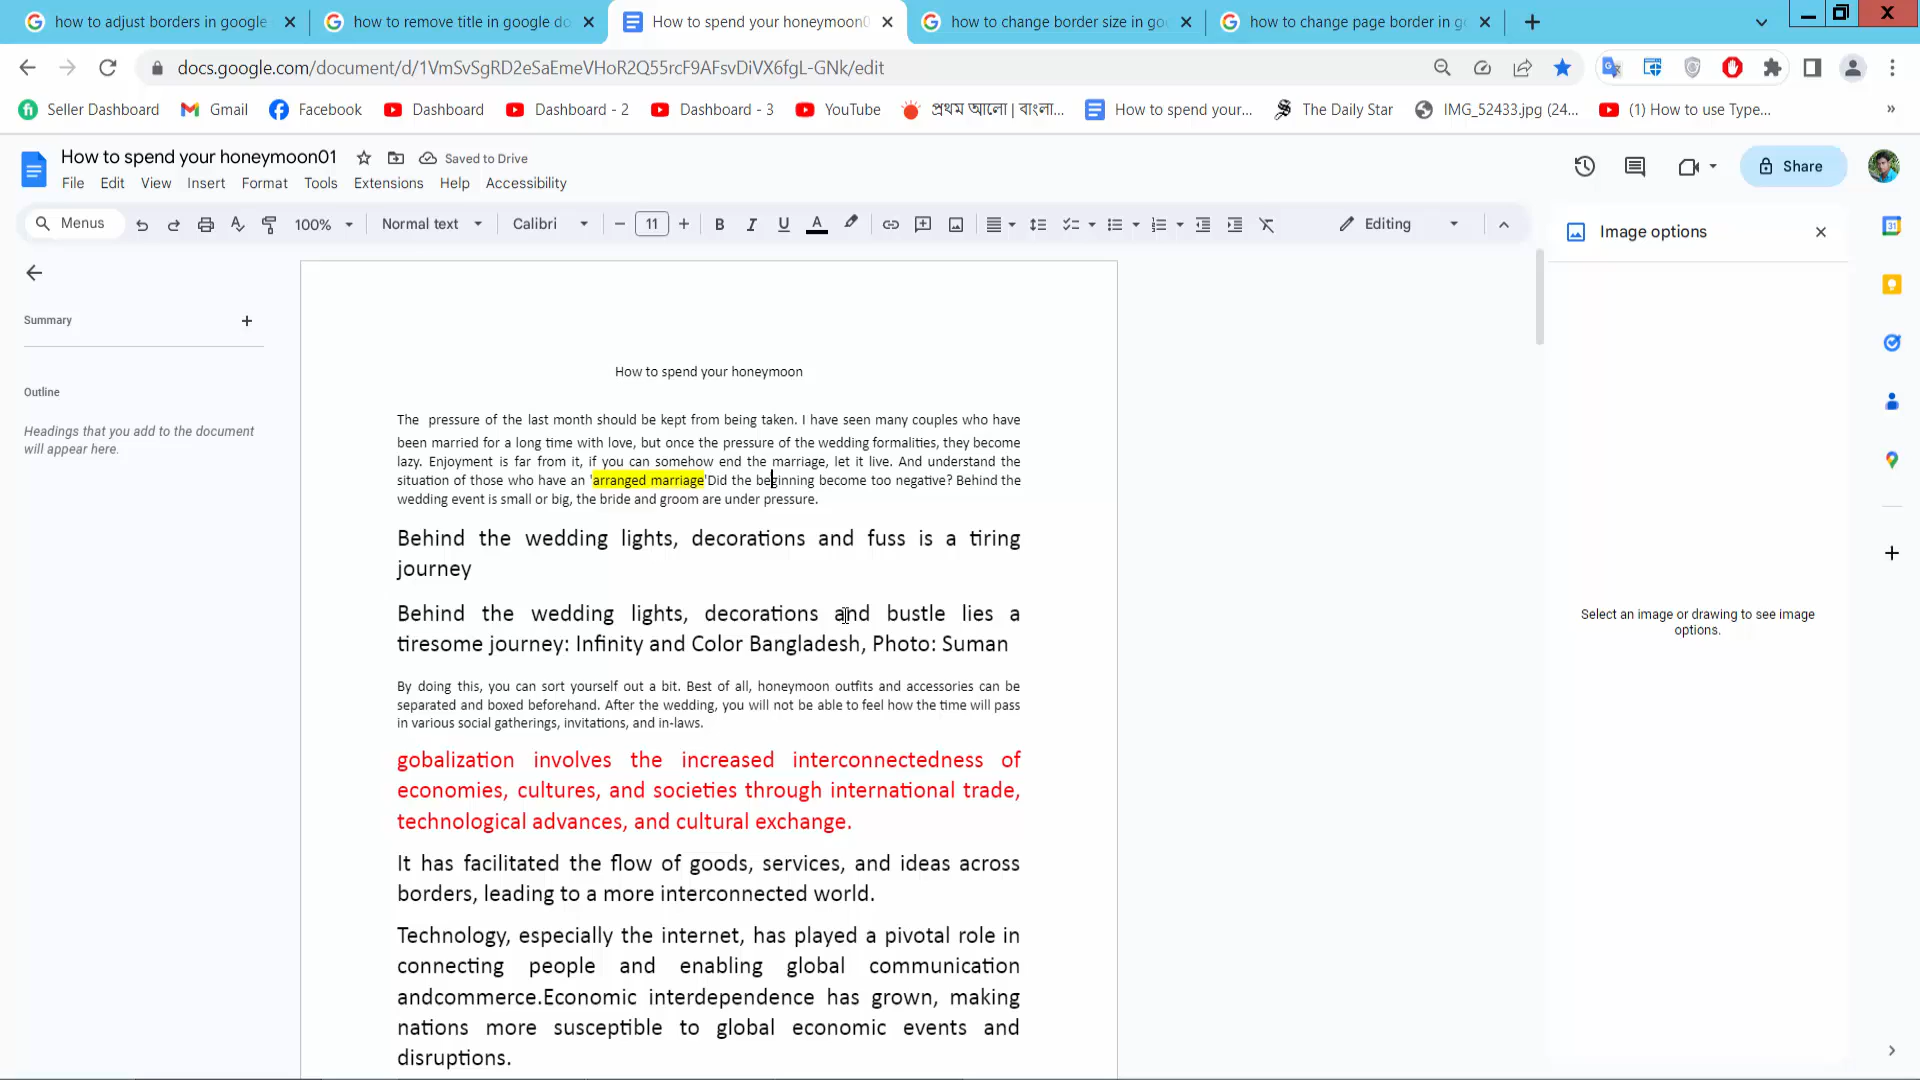 how to adjust borders in google
how to remove title in google do
How to spend your honeymoon0
how to change border size in goo
how to change page border in g
docs.google.com/document/d/1VmSvSgRD2eSaEmeVHoR2Q55rcF9AFsvDiVX6fgL-GNk/edit
Seller Dashboard
Gmail
Facebook
Dashboard
Dashboard - 2
Dashboard - 3
YouTube
প্রথম আলো | বাংলা...
How to spend your...
The Daily Star
IMG_52433.jpg (24...
(1) How to use Type...
How to spend your honeymoon01
Saved to Drive
File Edit View Insert Format Tools Extensions Help Accessibility
Share
Menus
100%
Normal text
Calibri
11
Editing
Image options
Summary
Outline
Headings that you add to the document
will appear here.
How to spend your honeymoon
The pressure of the last month should be kept from being taken. I have seen many couples who have
been married for a long time with love, but once the pressure of the wedding formalities, they become
lazy. Enjoyment is far from it, if you can somehow end the marriage, let it live. And understand the
situation of those who have an 'arranged marriage'Did the beginning become too negative? Behind the
wedding event is small or big, the bride and groom are under pressure.
Behind the wedding lights, decorations and fuss is a tiring
journey
Behind the wedding lights, decorations and bustle lies a
tiresome journey: Infinity and Color Bangladesh, Photo: Suman
By doing this, you can sort yourself out a bit. Best of all, honeymoon outfits and accessories can be
separated and boxed beforehand. After the wedding, you will not be able to feel how the time will pass
in various social gatherings, invitations, and in-laws.
gobalization involves the increased interconnectedness of
economies, cultures, and societies through international trade,
technological advances, and cultural exchange.
It has facilitated the flow of goods, services, and ideas across
borders, leading to a more interconnected world.
Technology, especially the internet, has played a pivotal role in
connecting people and enabling global communication
andcommerce.Economic interdependence has grown, making
nations more susceptible to global economic events and
disruptions.
Select an image or drawing to see image
options.